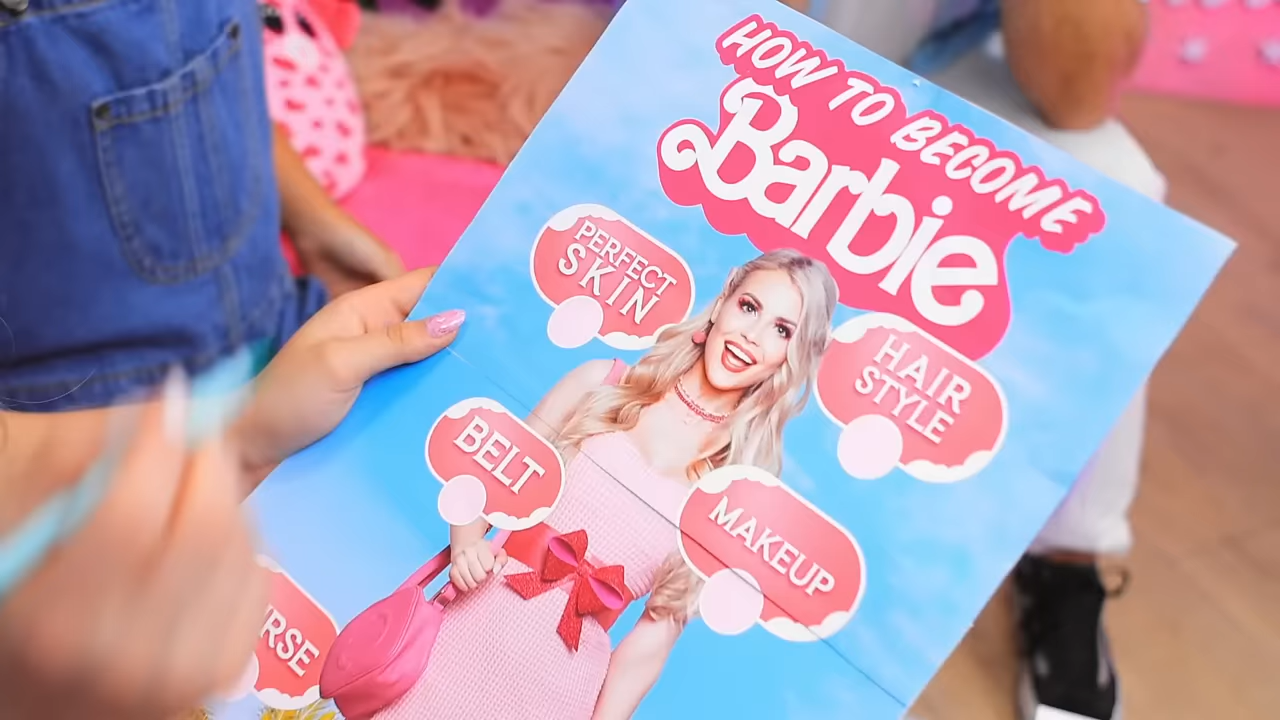 HOW TO BECOME
Barbie
PERFECT
SKIN
HAIR
STYLE
BELT
MAKEUP